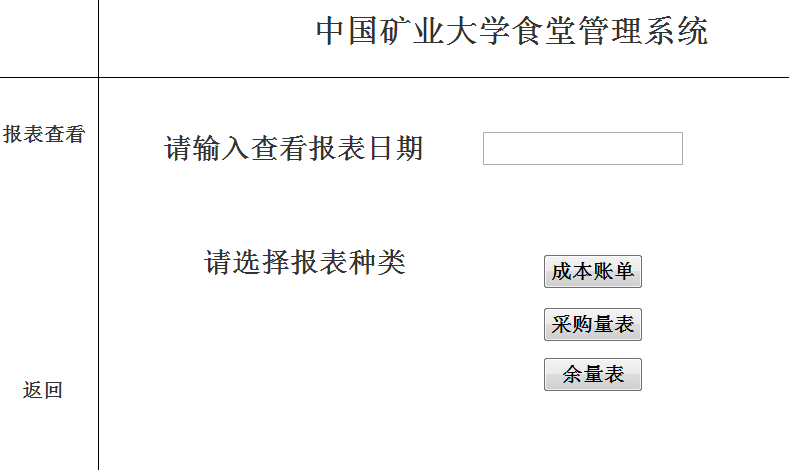 中国矿业大学食堂管理系统
报表查看
请输入查看报表日期
请选择报表种类
成本账单
采购量表
余量表
返回